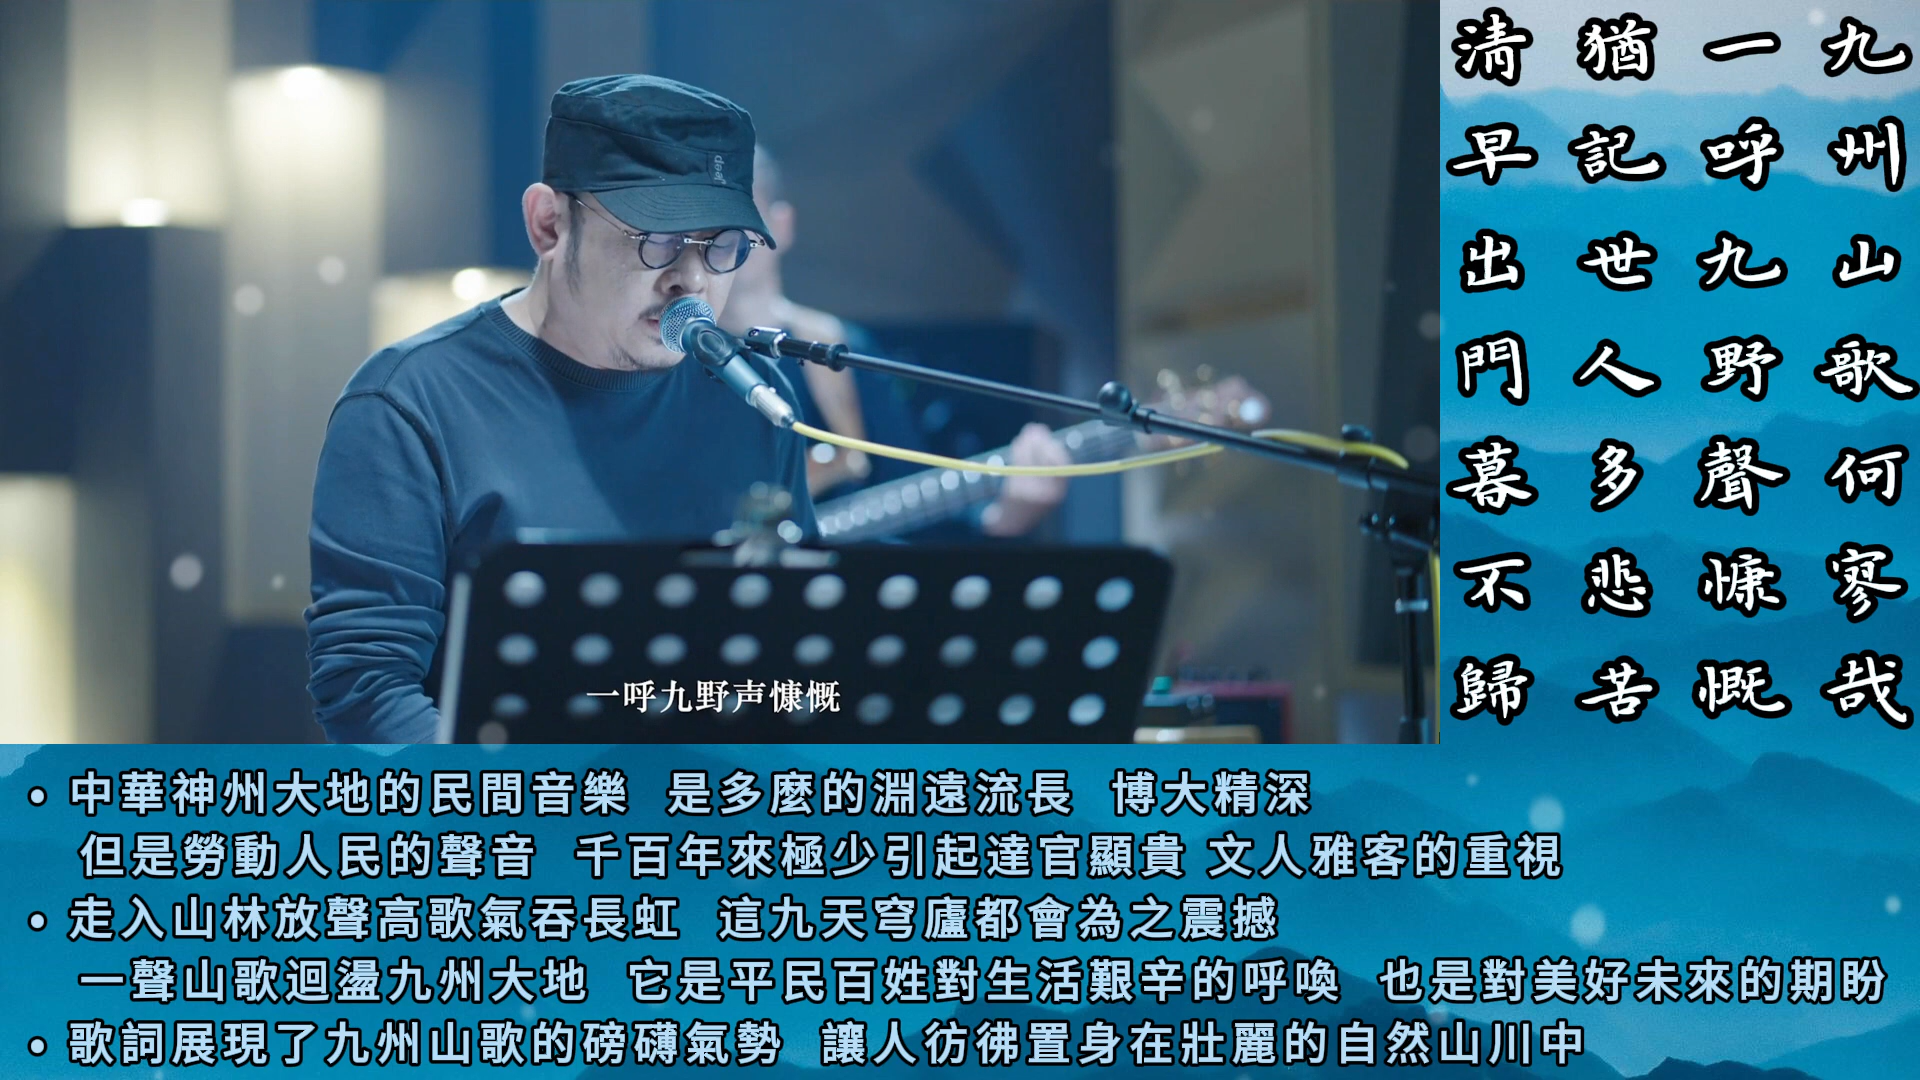 九州山歌何寥哉
一呼九野聲慷慨
猶記世人多悲苦
清早出門暮不歸
Jeep
一呼九野声慷慨
• 中華神州大地的民間音樂 是多麼的淵遠流長 博大精深
但是勞動人民的聲音 千百年來極少引起達官顯貴 文人雅客的重視
• 走入山林放聲高歌氣吞長虹 這九天穹廬都會為之震撼
一聲山歌迴盪九州大地 它是平民百姓對生活艱辛的呼喚 也是對美好未來的期盼
• 歌詞展現了九州山歌的磅礴氣勢 讓人彷彿置身在壯麗的自然山川中